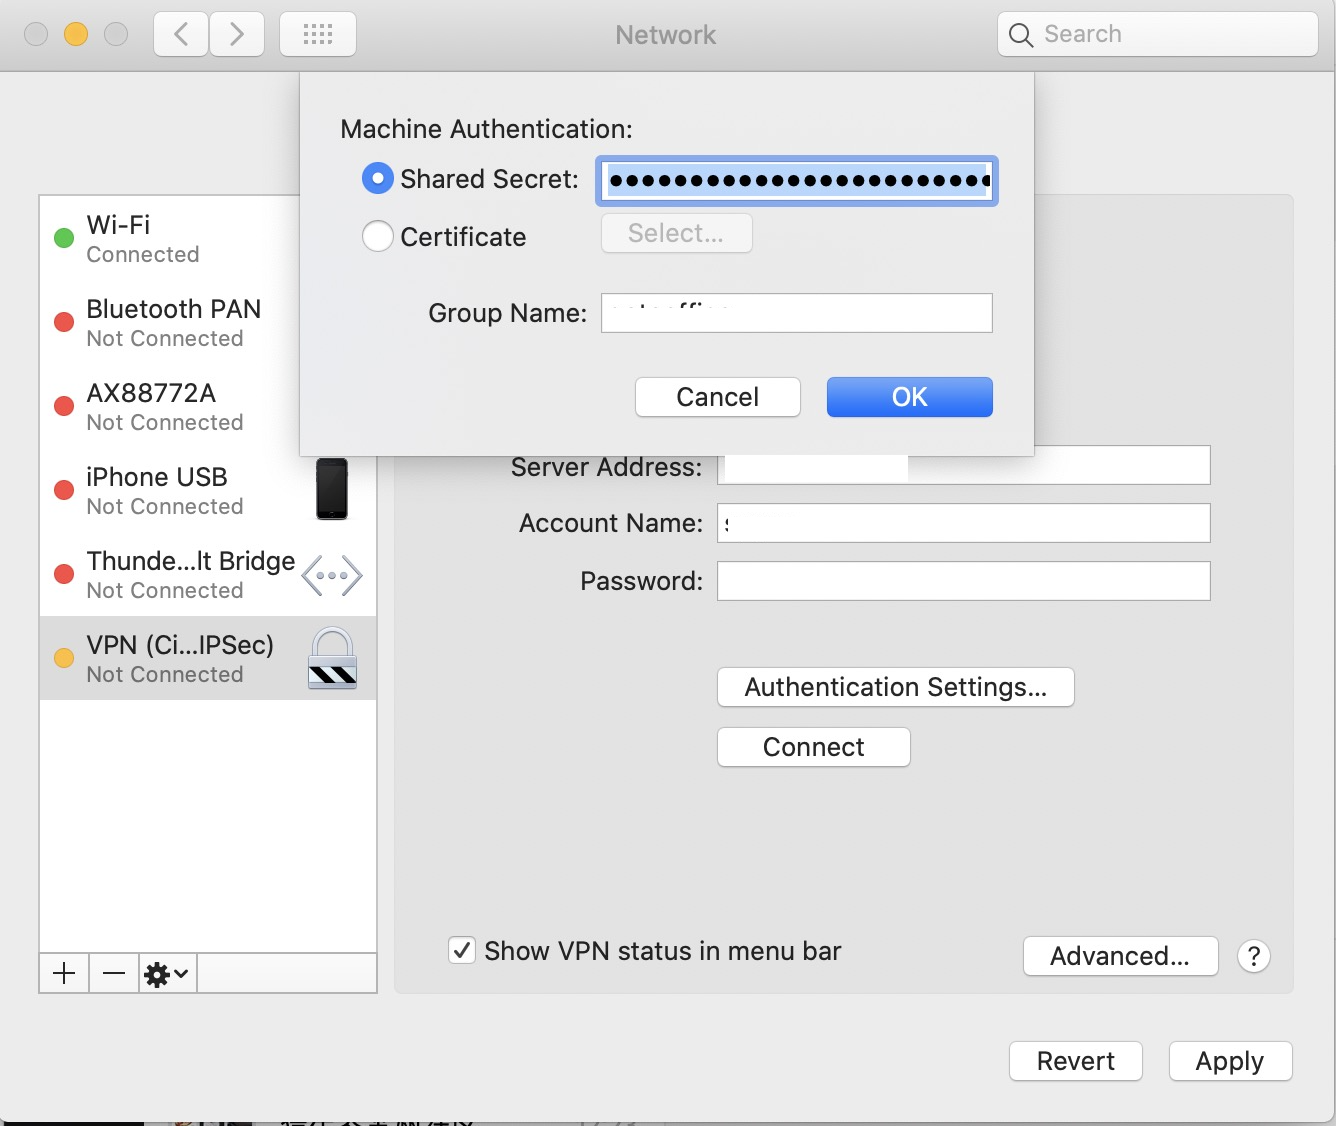 Network
Search
Machine Authentication:
Shared Secret:
Certificate
Select...
Group Name:
Cancel
OK
Wi-Fi
Connected
Bluetooth PAN
Not Connected
AX88772A
Not Connected
iPhone USB
Not Connected
Thunde...lt Bridge
Not Connected
VPN (Ci...IPSec)
Not Connected
Server Address:
Account Name:
Password:
Authentication Settings...
Connect
Show VPN status in menu bar
Advanced...
?
Revert
Apply